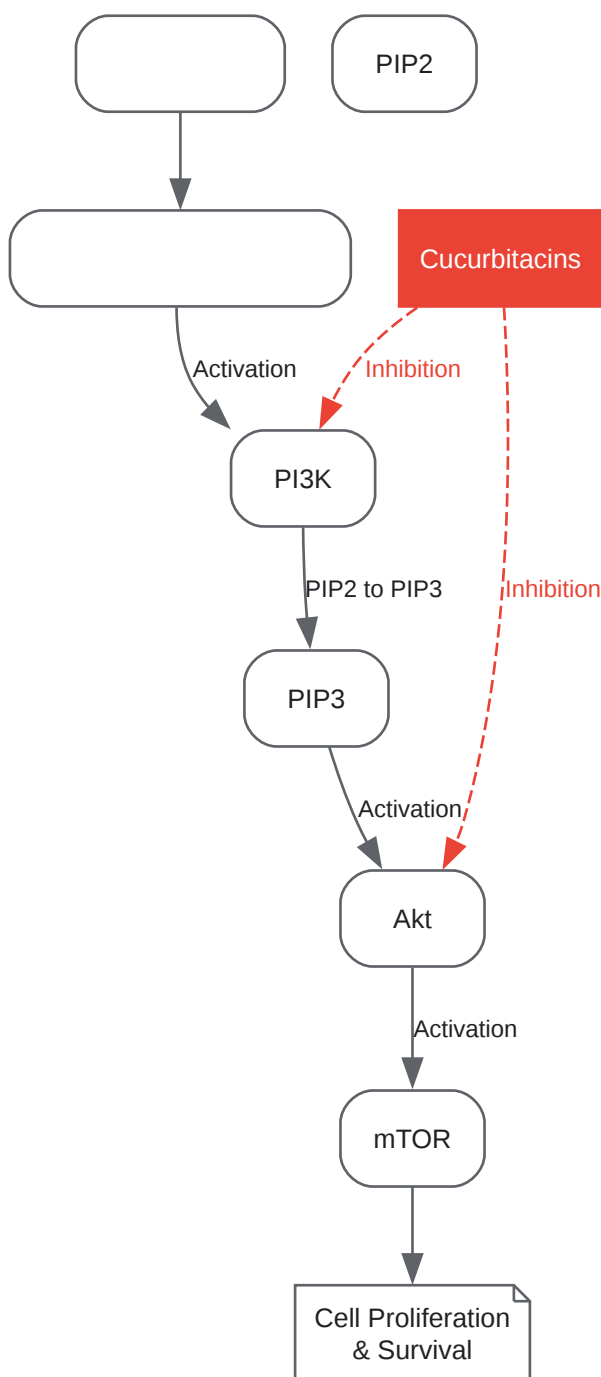 PIP2
Cucurbitacins
Activation
Inhibition
PI3K
PIP2 to PIP3
Inhibition
PIP3
Activation
Akt
Activation
mTOR
Cell Proliferation
& Survival